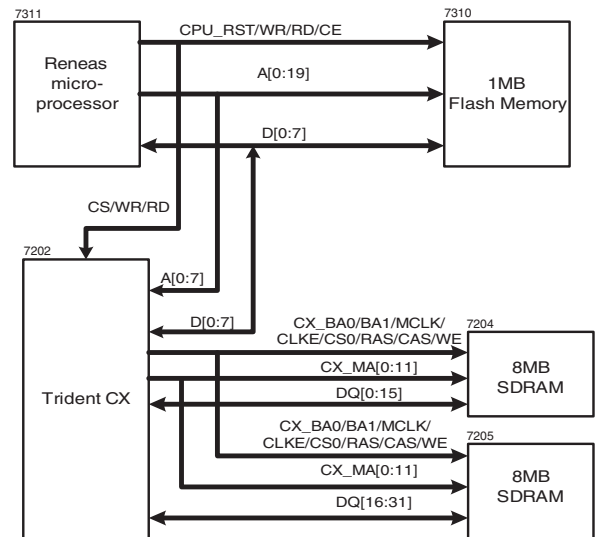 7311
7310
CPU_RST/WR/RD/CE
Reneas
micro-
processor
A[0:19]
1MB
Flash Memory
D[0:7]
CS/WR/RD
7202
A[0:7]
D[0:7]
Trident CX
CX_BA0/BA1/MCLK/
CLKE/CS0/RAS/CAS/WE
7204
CX_MA[0:11]
8MB
SDRAM
DQ[0:15]
CX_BA0/BA1/MCLK/
CLKE/CS0/RAS/CAS/WE
7205
CX_MA[0:11]
8MB
SDRAM
DQ[16:31]